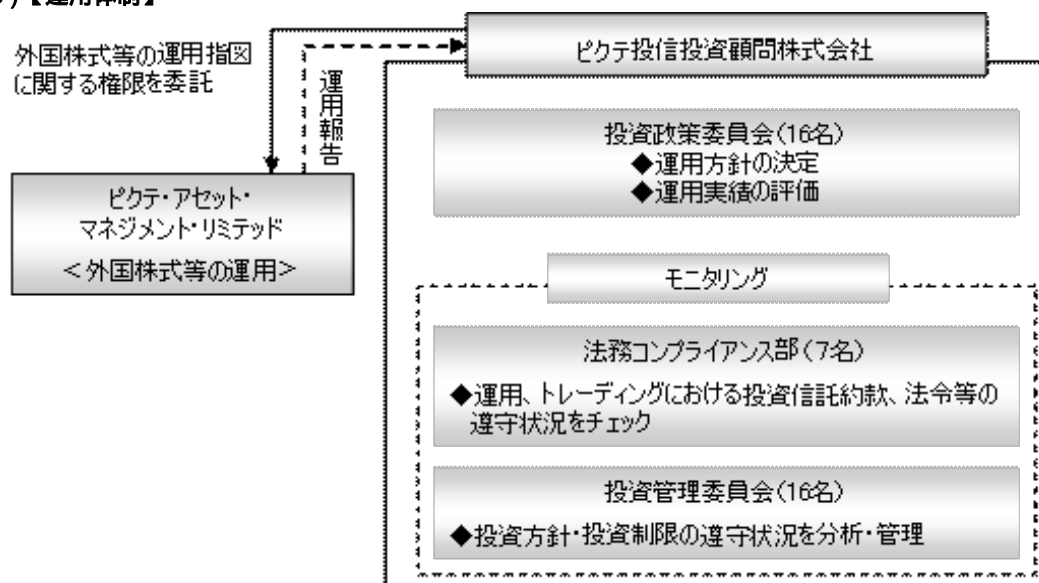 【運用体制】
ピクテ投信投資顧問株式会社
外国株式等の運用指図
に関する権限を委託
運用報告
投資政策委員会(16名)
◆運用方針の決定
◆運用実績の評価
ピクテ・アセット・
マネジメント・リミテッド
<外国株式等の運用>
モニタリング
法務コンプライアンス部(7名)
◆運用、トレーディングにおける投資信託約款、法令等の
遵守状況をチェック
投資管理委員会(16名)
◆投資方針・投資制限の遵守状況を分析・管理